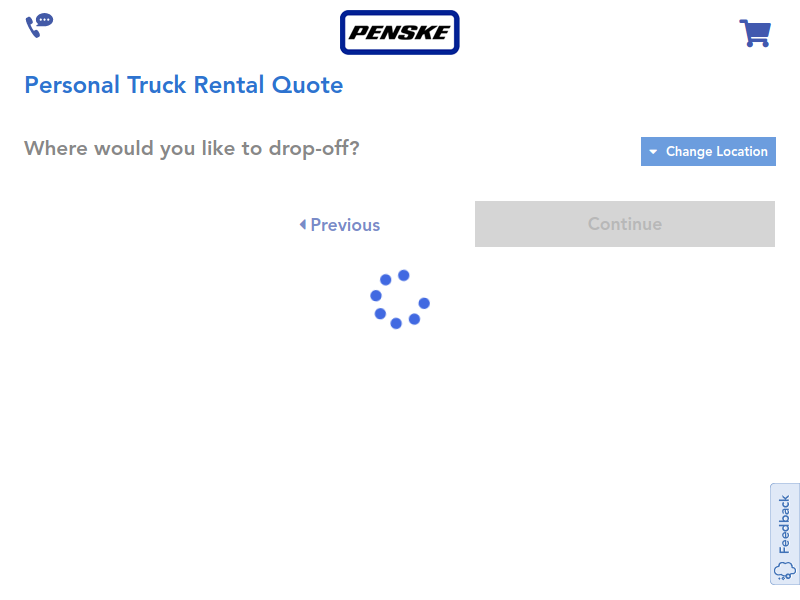 PENSKE
Personal Truck Rental Quote
Where would you like to drop-off?
Change Location
Previous
Continue
Feedback